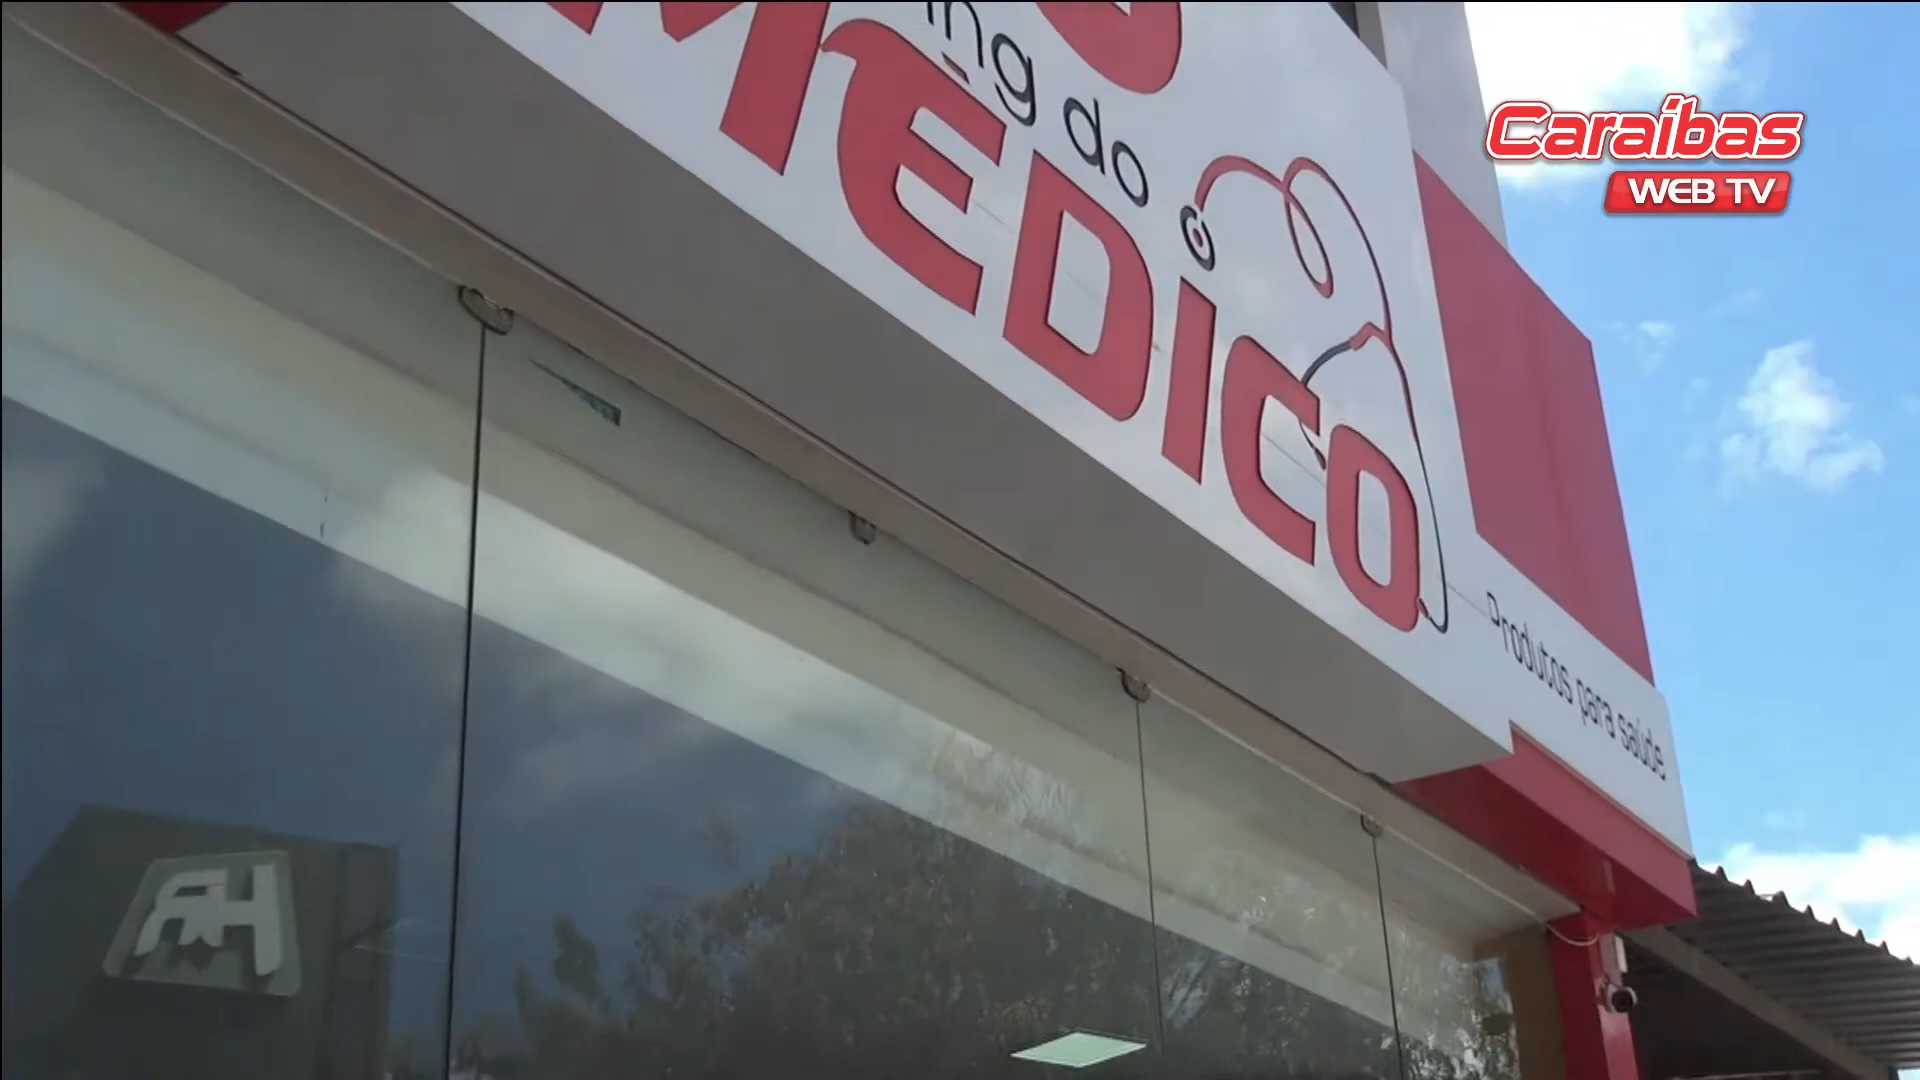 ing do
MÉDICO
Produtos para saúde
Caraíbas
WEB TV